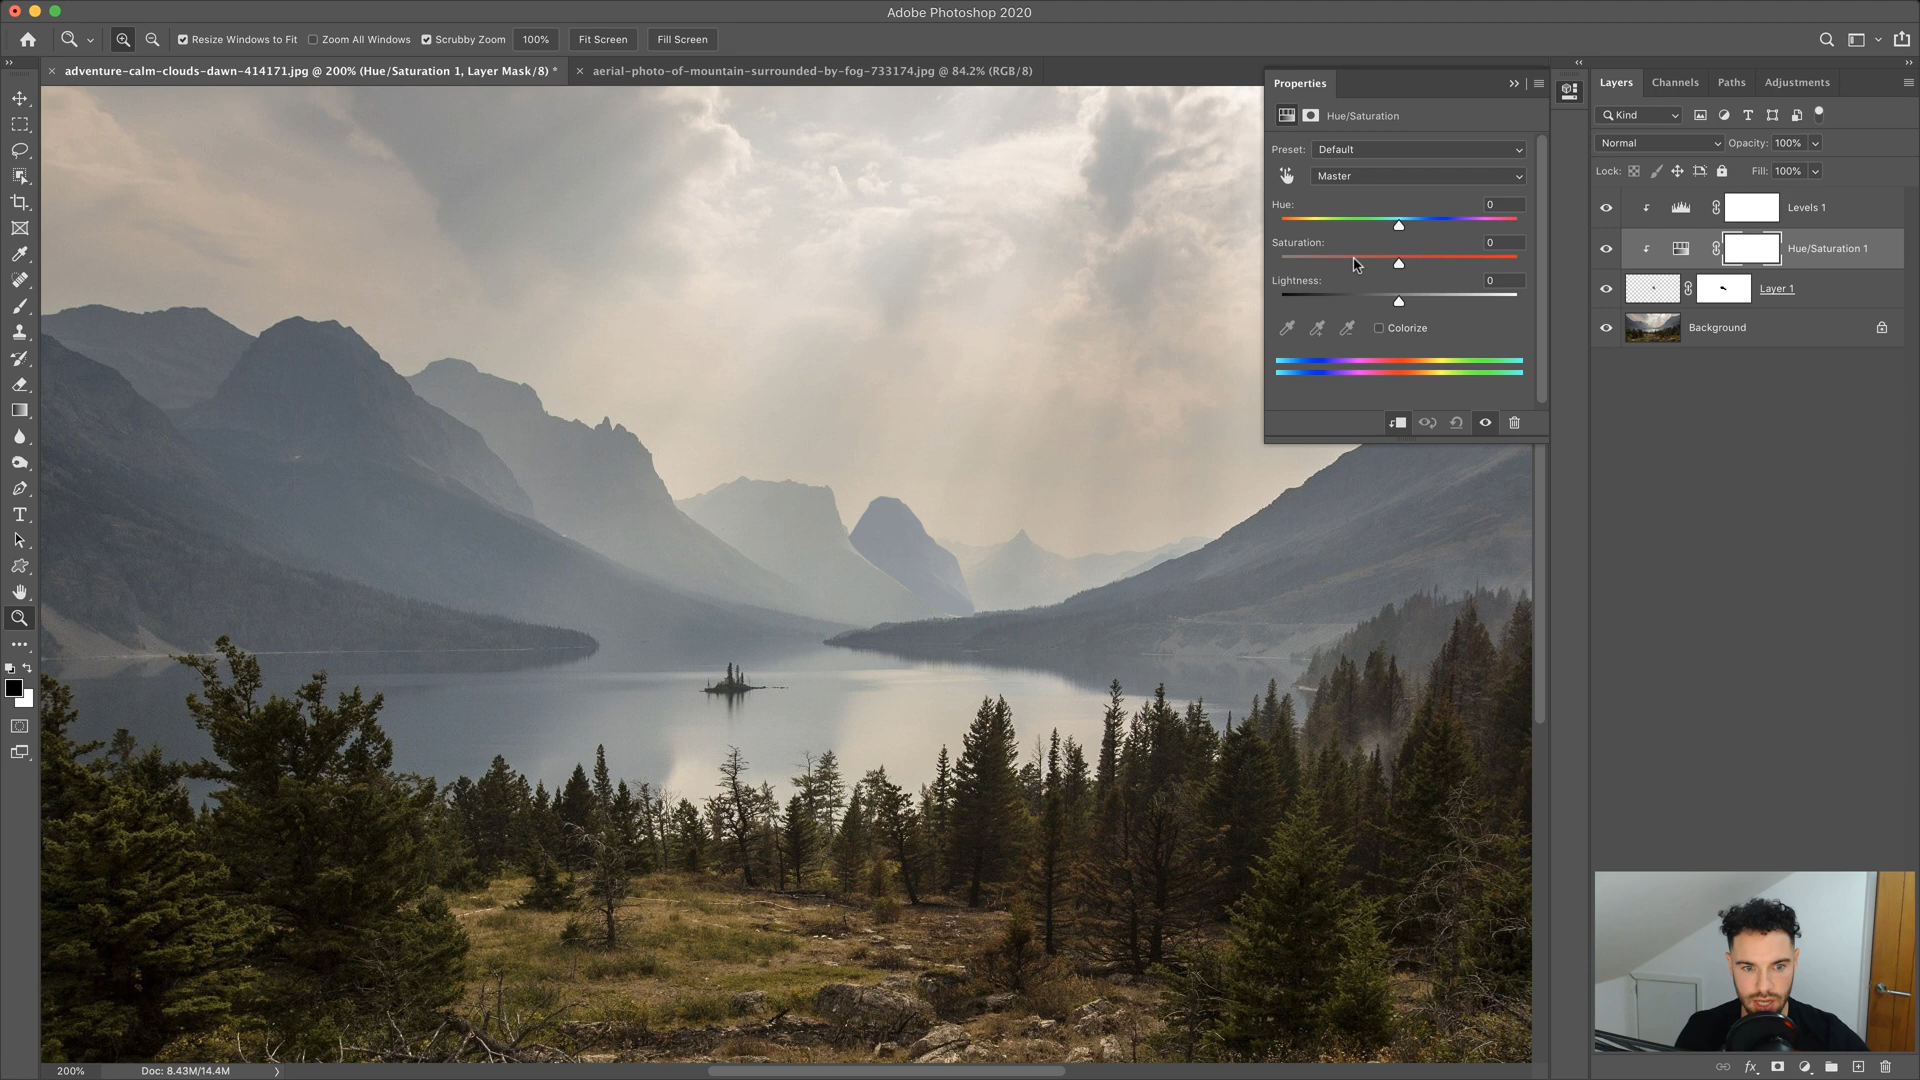 Adobe Photoshop 2020
Resize Windows to Fit
Zoom All Windows
Scrubby Zoom
100%
Fit Screen
Fill Screen
adventure-calm-clouds-dawn-414171.jpg @ 200% (Hue/Saturation 1, Layer Mask/8) *
aerial-photo-of-mountain-surrounded-by-fog-733174.jpg @ 84.2% (RGB/8)
Properties
Hue/Saturation
Preset: Default
Master
Hue: 0
Saturation: 0
Lightness: 0
Colorize
Layers
Channels
Paths
Adjustments
Kind
Normal
Opacity: 100%
Lock:
Fill: 100%
Levels 1
Hue/Saturation 1
Layer 1
Background
200%
Doc: 8.43M/14.4M